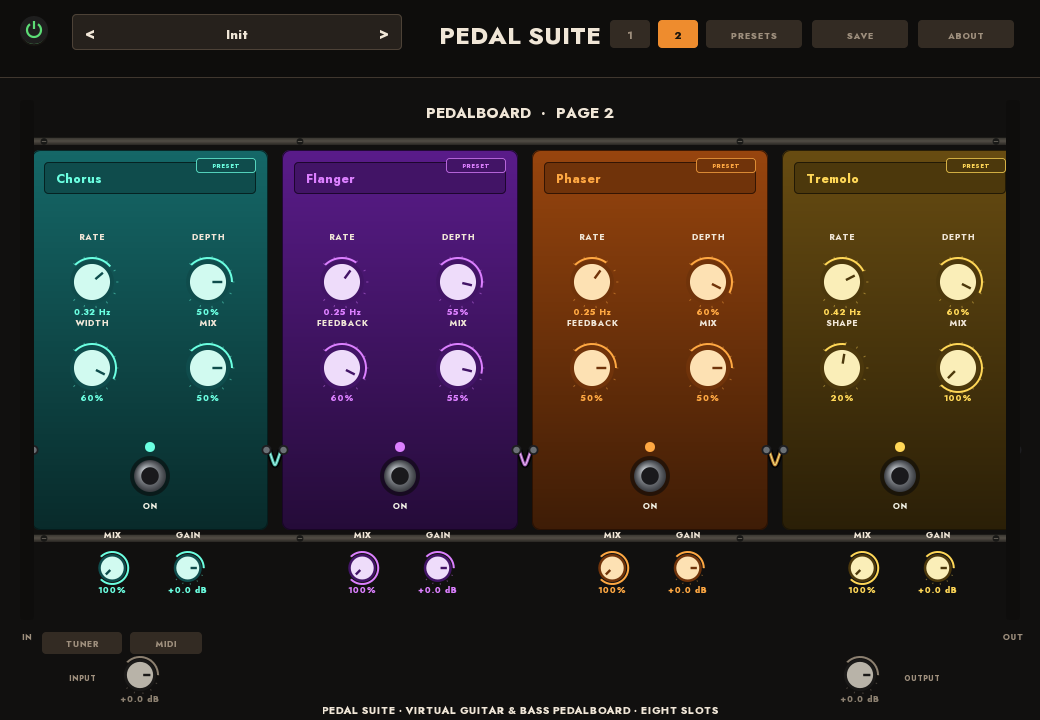 < Init > PEDAL SUITE 1 2 PRESETS SAVE ABOUT
PEDALBOARD · PAGE 2
PRESET PRESET PRESET PRESET
Chorus Flanger Phaser Tremolo
RATE DEPTH RATE DEPTH RATE DEPTH RATE DEPTH
0.32 Hz 50% 0.25 Hz 55% 0.25 Hz 60% 0.42 Hz 60%
WIDTH MIX FEEDBACK MIX FEEDBACK MIX SHAPE MIX
60% 50% 60% 55% 50% 50% 20% 100%
ON ON ON ON
MIX GAIN MIX GAIN MIX GAIN MIX GAIN
100% +0.0 dB 100% +0.0 dB 100% +0.0 dB 100% +0.0 dB
IN TUNER MIDI OUT
INPUT OUTPUT
+0.0 dB +0.0 dB
PEDAL SUITE · VIRTUAL GUITAR & BASS PEDALBOARD · EIGHT SLOTS